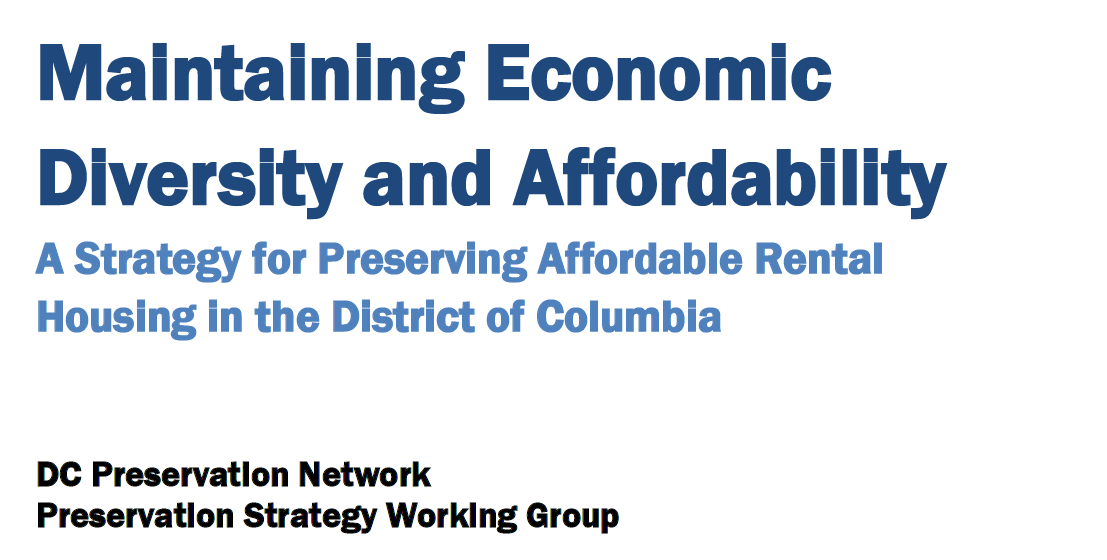 Maintaining Economic
Diversity and Affordability
A Strategy for Preserving Affordable Rental
Housing in the District of Columbia
DC Preservation Network
Preservation Strategy Working Group